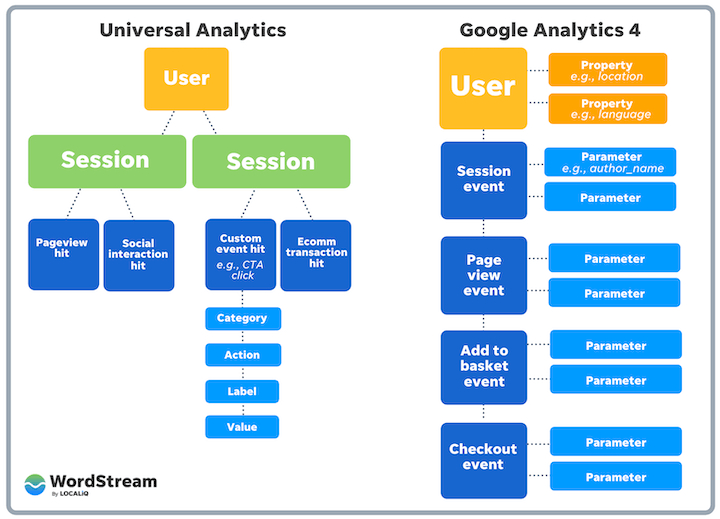 Universal Analytics
User
Session
Session
Pageview
hit
Social
interaction
hit
Custom
event hit
e.g., CTA
click
Ecomm
transaction
hit
Category
Action
Label
Value
Google Analytics 4
User
Property
e.g., location
Property
e.g., language
Session
event
Parameter
e.g., author_name
Parameter
Page
view
event
Parameter
Parameter
Add to
basket
event
Parameter
Parameter
Checkout
event
Parameter
Parameter
WordStream
By LOCALiQ